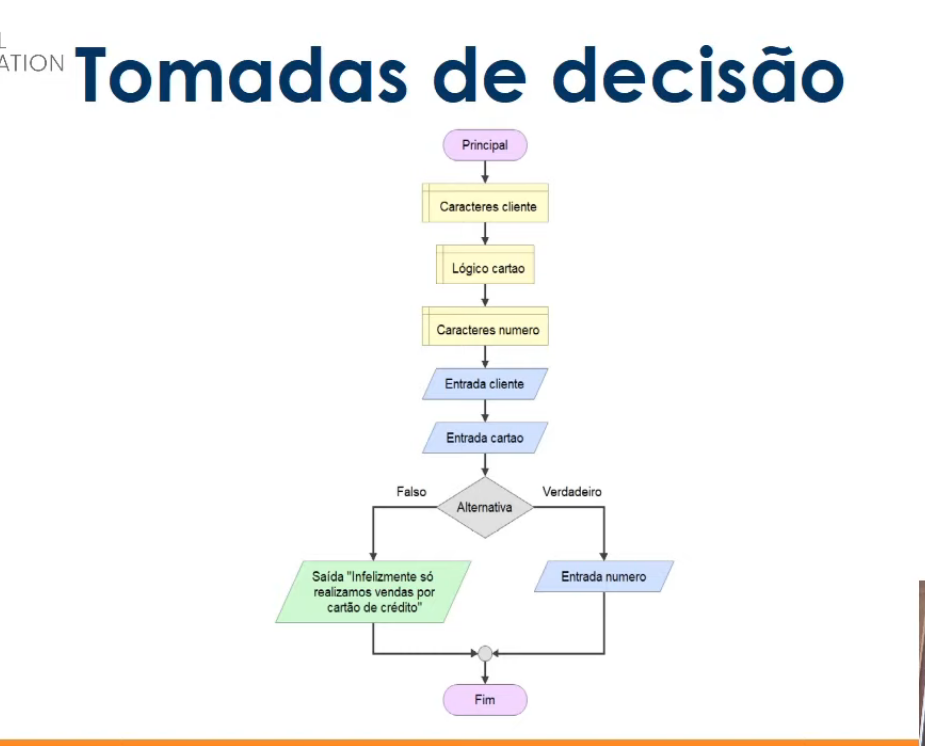 Tomadas de decisão
Principal
Caracteres cliente
Lógico cartao
Caracteres numero
Entrada cliente
Entrada cartao
Falso
Alternativa
Verdadeiro
Saída "Infelizmente só
realizamos vendas por
cartão de crédito"
Entrada numero
Fim